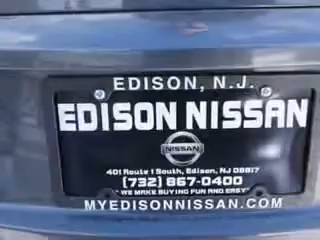 EDISON, N.J.
EDISON NISSAN
NISSAN
401 Route 1 South, Edison, NJ 08817
(732) 867-0400
" WE MAKE BUYING FUN AND EASY"
MYEDISONNISSAN.COM